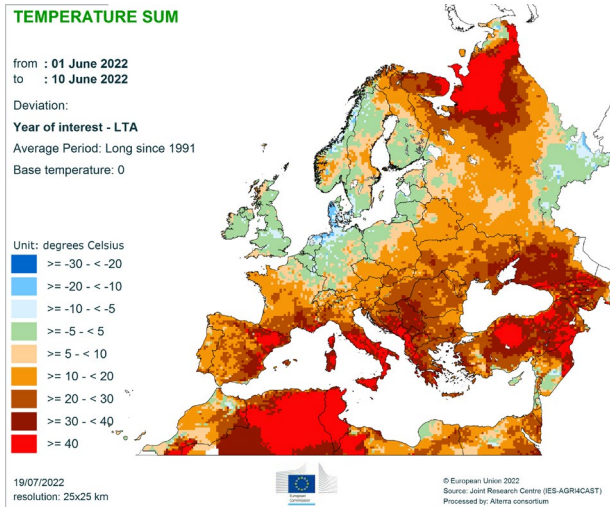 TEMPERATURE SUM
from : 01 June 2022
to : 10 June 2022
Deviation:
Year of interest - LTA
Average Period: Long since 1991
Base temperature: 0
Unit: degrees Celsius
>= -30 - < -20
>= -20 - < -10
>= -10 - < -5
>= -5 - < 5
>= 5 - < 10
>= 10 - < 20
>= 20 - < 30
>= 30 - < 40
>= 40
19/07/2022
resolution: 25x25 km
European
Commission
© European Union 2022
Source: Joint Research Centre (IES-AGRI4CAST)
Processed by: Alterra consortium